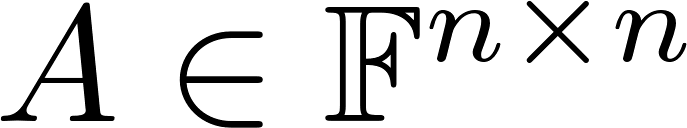 A ∈ 𝔽^{n×n}